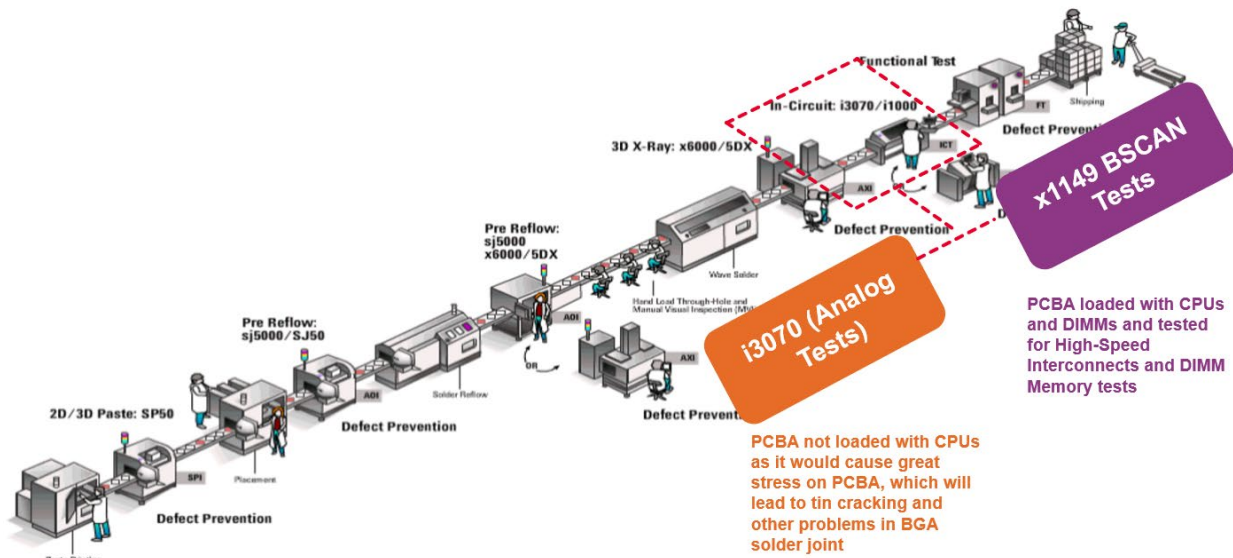 Functional Test
In-Circuit: i3070/i1000
FT
Shipping
Defect Prevention
3D X-Ray: x6000/5DX
ICT
OR
AXI
Defect Prevention
x1149 BSCAN
Tests
Pre Reflow:
sj5000
x6000/5DX
Wave Solder
Hand Load Through-Hole and
Manual Visual Inspection
AOI
OR
i3070 (Analog
Tests)
PCBA loaded with CPUs
and DIMMs and tested
for High-Speed
Interconnects and DIMM
Memory tests
Pre Reflow:
sj5000/SJ50
AXI
Solder Reflow
AOI
Defect Prevention
2D/3D Paste: SP50
Defect Prevention
Placement
SPI
Defect Prevention
PCBA not loaded with CPUs
as it would cause great
stress on PCBA, which will
lead to tin cracking and
other problems in BGA
solder joint